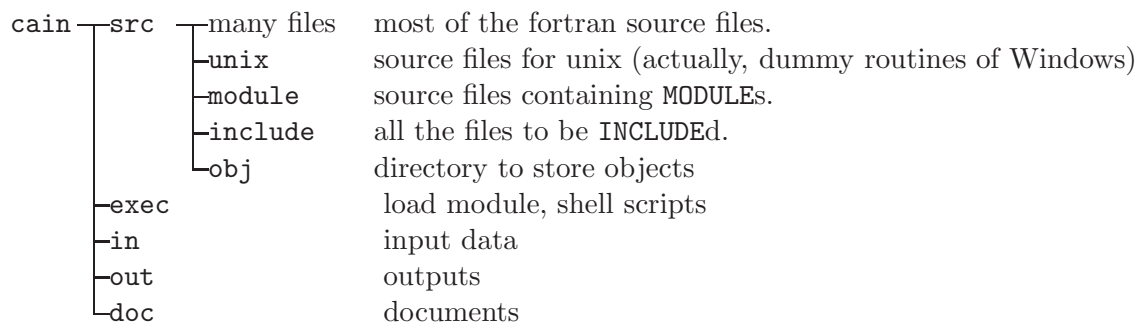 cain src many files most of the fortran source files.
unix source files for unix (actually, dummy routines of Windows)
module source files containing MODULEs.
include all the files to be INCLUDEd.
obj directory to store objects
exec load module, shell scripts
in input data
out outputs
doc documents